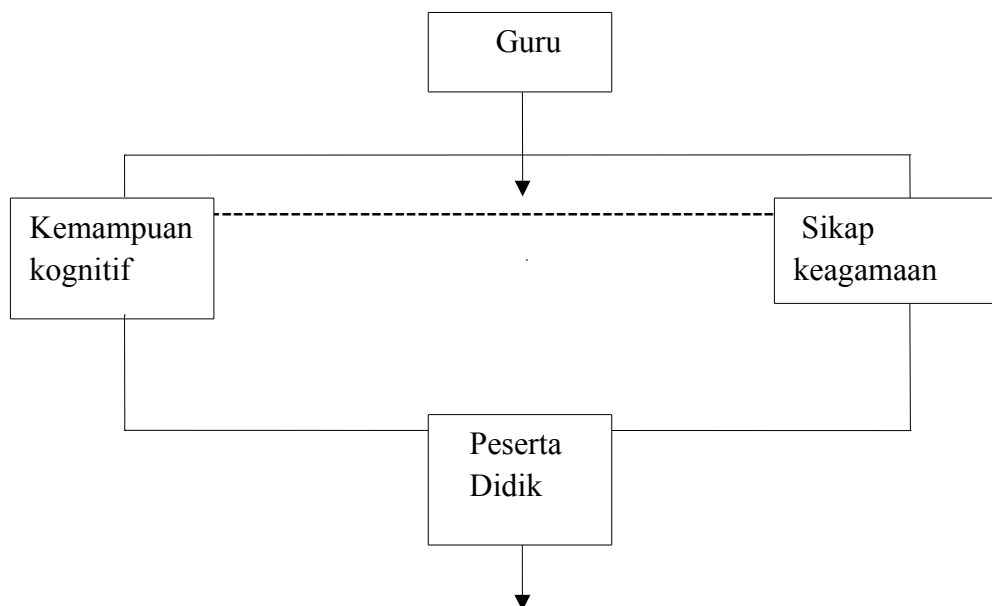 Guru
Kemampuan
kognitif
Sikap
keagamaan
Peserta
Didik